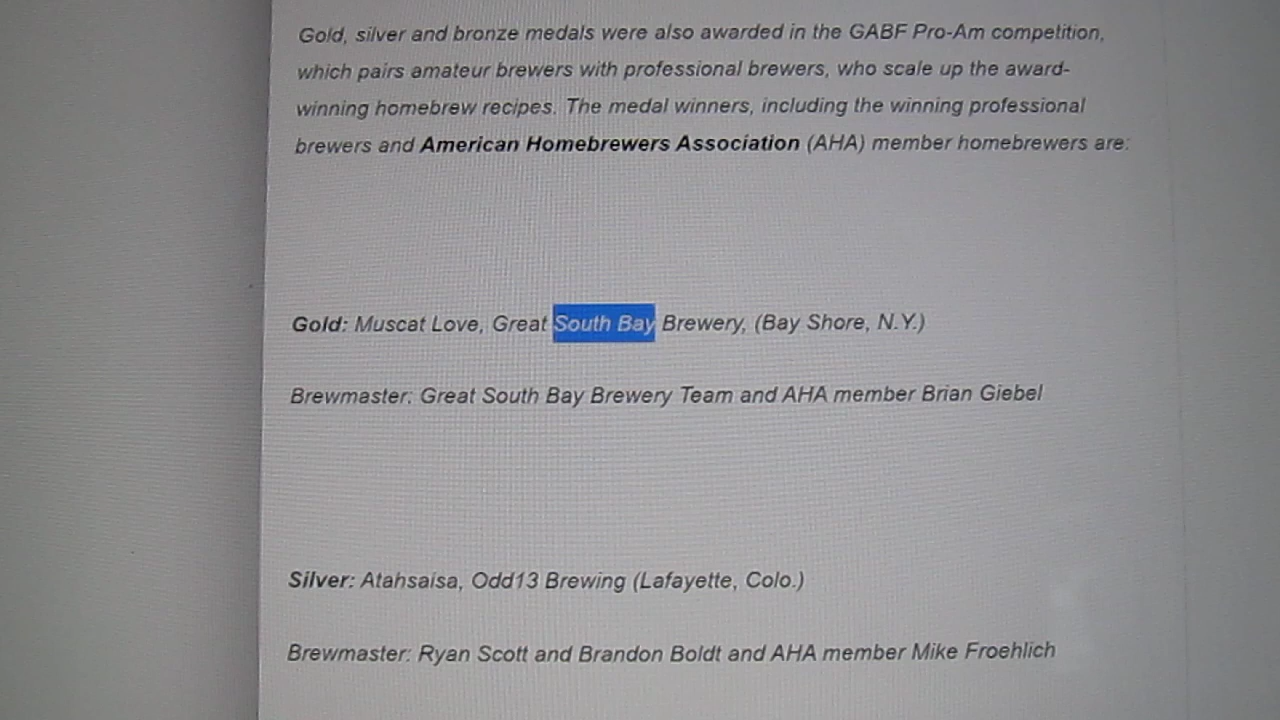 Gold, silver and bronze medals were also awarded in the GABF Pro-Am competition,
which pairs amateur brewers with professional brewers, who scale up the award-
winning homebrew recipes. The medal winners, including the winning professional
brewers and American Homebrewers Association (AHA) member homebrewers are:
Gold: Muscat Love, Great South Bay Brewery, (Bay Shore, N.Y.)
Brewmaster: Great South Bay Brewery Team and AHA member Brian Giebel
Silver: Atahsaisa, Odd13 Brewing (Lafayette, Colo.)
Brewmaster: Ryan Scott and Brandon Boldt and AHA member Mike Froehlich